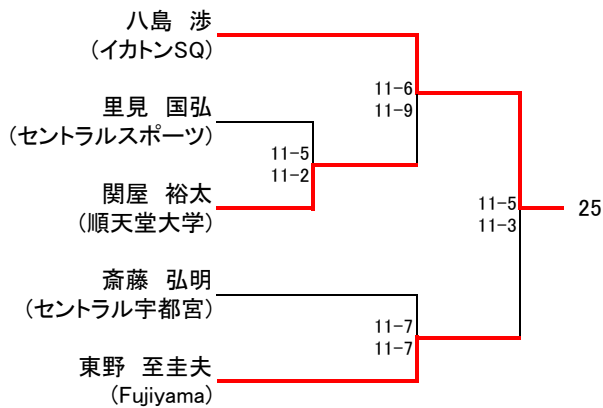 八島　渉
(イカトンSQ)
11-6
11-9
里見　国弘
(セントラルスポーツ)
11-5
11-2
関屋　裕太
(順天堂大学)
11-5
11-3
25
斎藤　弘明
(セントラル宇都宮)
11-7
11-7
東野　至圭夫
(Fujiyama)